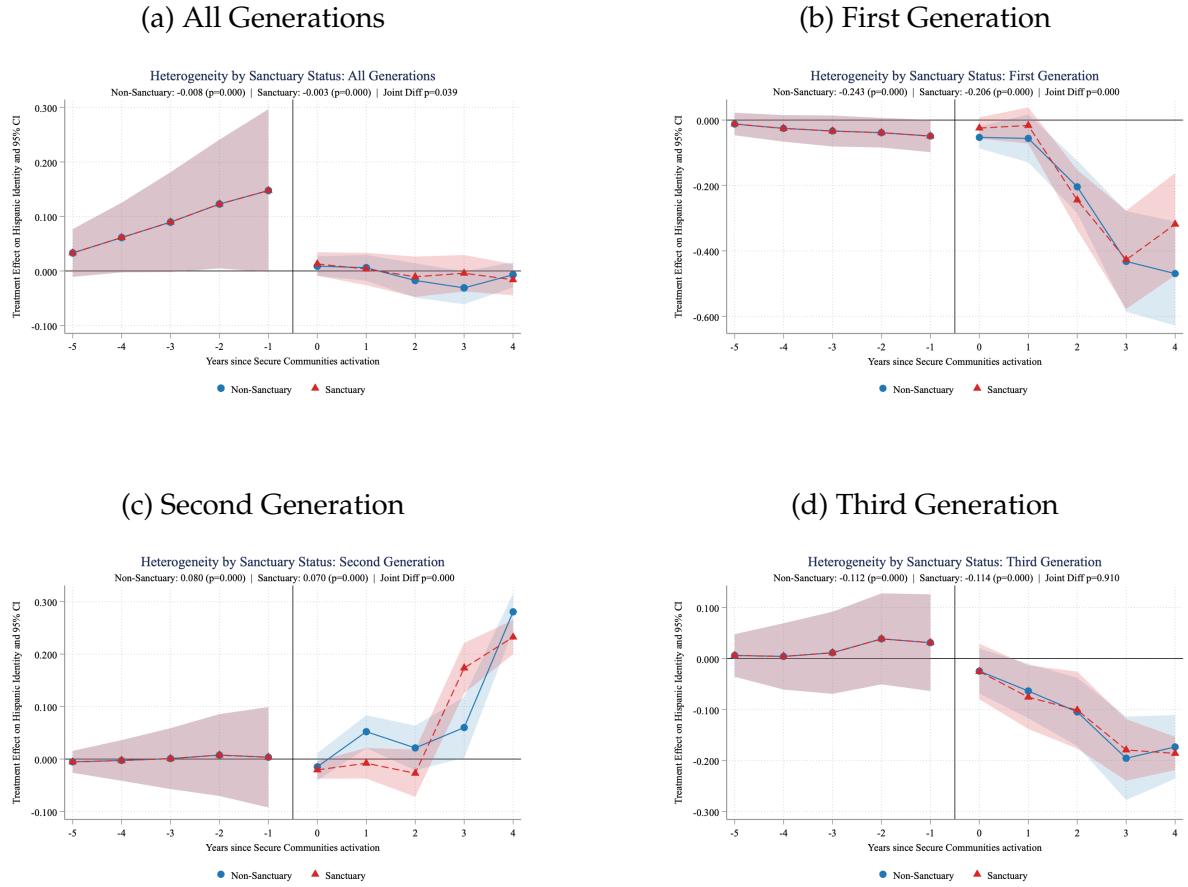 (a) All Generations
Heterogeneity by Sanctuary Status: All Generations
Non-Sanctuary: -0.008 (p=0.000) | Sanctuary: -0.003 (p=0.000) | Joint Diff p=0.039
Treatment Effect on Hispanic Identity and 95% CI
0.300
0.200
0.100
0.000
-0.100
-5 -4 -3 -2 -1 0 1 2 3 4
Years since Secure Communities activation
Non-Sanctuary Sanctuary
(b) First Generation
Heterogeneity by Sanctuary Status: First Generation
Non-Sanctuary: -0.243 (p=0.000) | Sanctuary: -0.206 (p=0.000) | Joint Diff p=0.000
Treatment Effect on Hispanic Identity and 95% CI
0.000
-0.200
-0.400
-0.600
-5 -4 -3 -2 -1 0 1 2 3 4
Years since Secure Communities activation
Non-Sanctuary Sanctuary
(c) Second Generation
Heterogeneity by Sanctuary Status: Second Generation
Non-Sanctuary: 0.080 (p=0.000) | Sanctuary: 0.070 (p=0.000) | Joint Diff p=0.000
Treatment Effect on Hispanic Identity and 95% CI
0.300
0.200
0.100
0.000
-0.100
-5 -4 -3 -2 -1 0 1 2 3 4
Years since Secure Communities activation
Non-Sanctuary Sanctuary
(d) Third Generation
Heterogeneity by Sanctuary Status: Third Generation
Non-Sanctuary: -0.112 (p=0.000) | Sanctuary: -0.114 (p=0.000) | Joint Diff p=0.910
Treatment Effect on Hispanic Identity and 95% CI
0.100
0.000
-0.100
-0.200
-0.300
-5 -4 -3 -2 -1 0 1 2 3 4
Years since Secure Communities activation
Non-Sanctuary Sanctuary